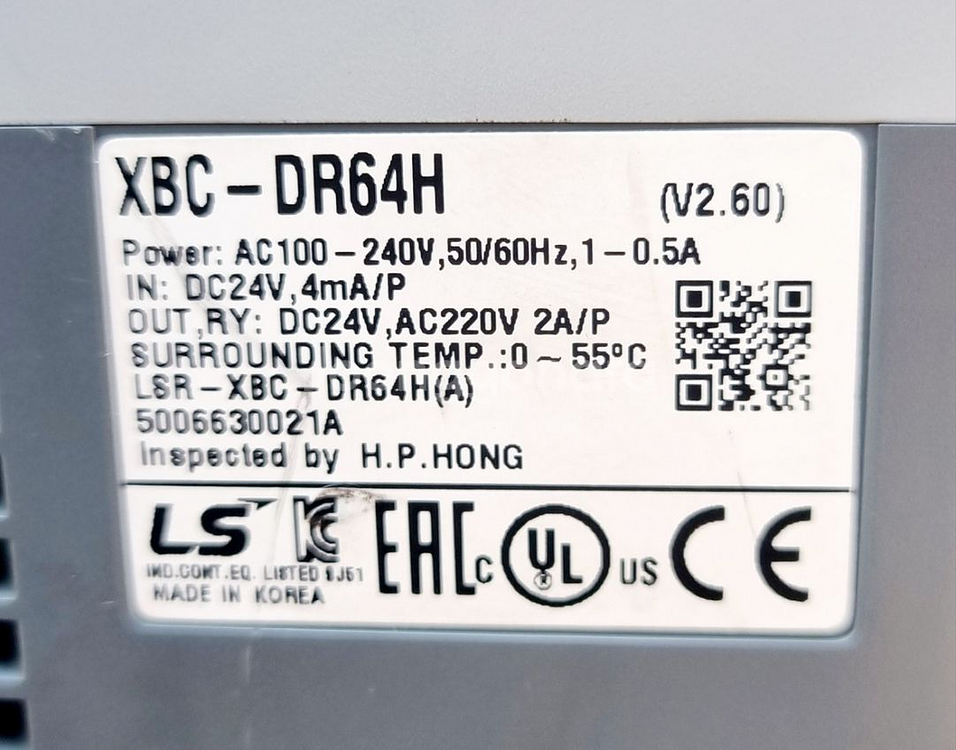 XBC-DR64H (V2.60)
Power: AC100-240V,50/60Hz,1-0.5A
IN: DC24V,4mA/P
OUT,RY: DC24V,AC220V 2A/P
SURROUNDING TEMP.:0~55ºC
LSR-XBC-DR64H(A)
5006630021A
Inspected by H.P.HONG
LS KC EAC c UL® US CE
IND.CONT.EQ. LISTED
MADE IN KOREA